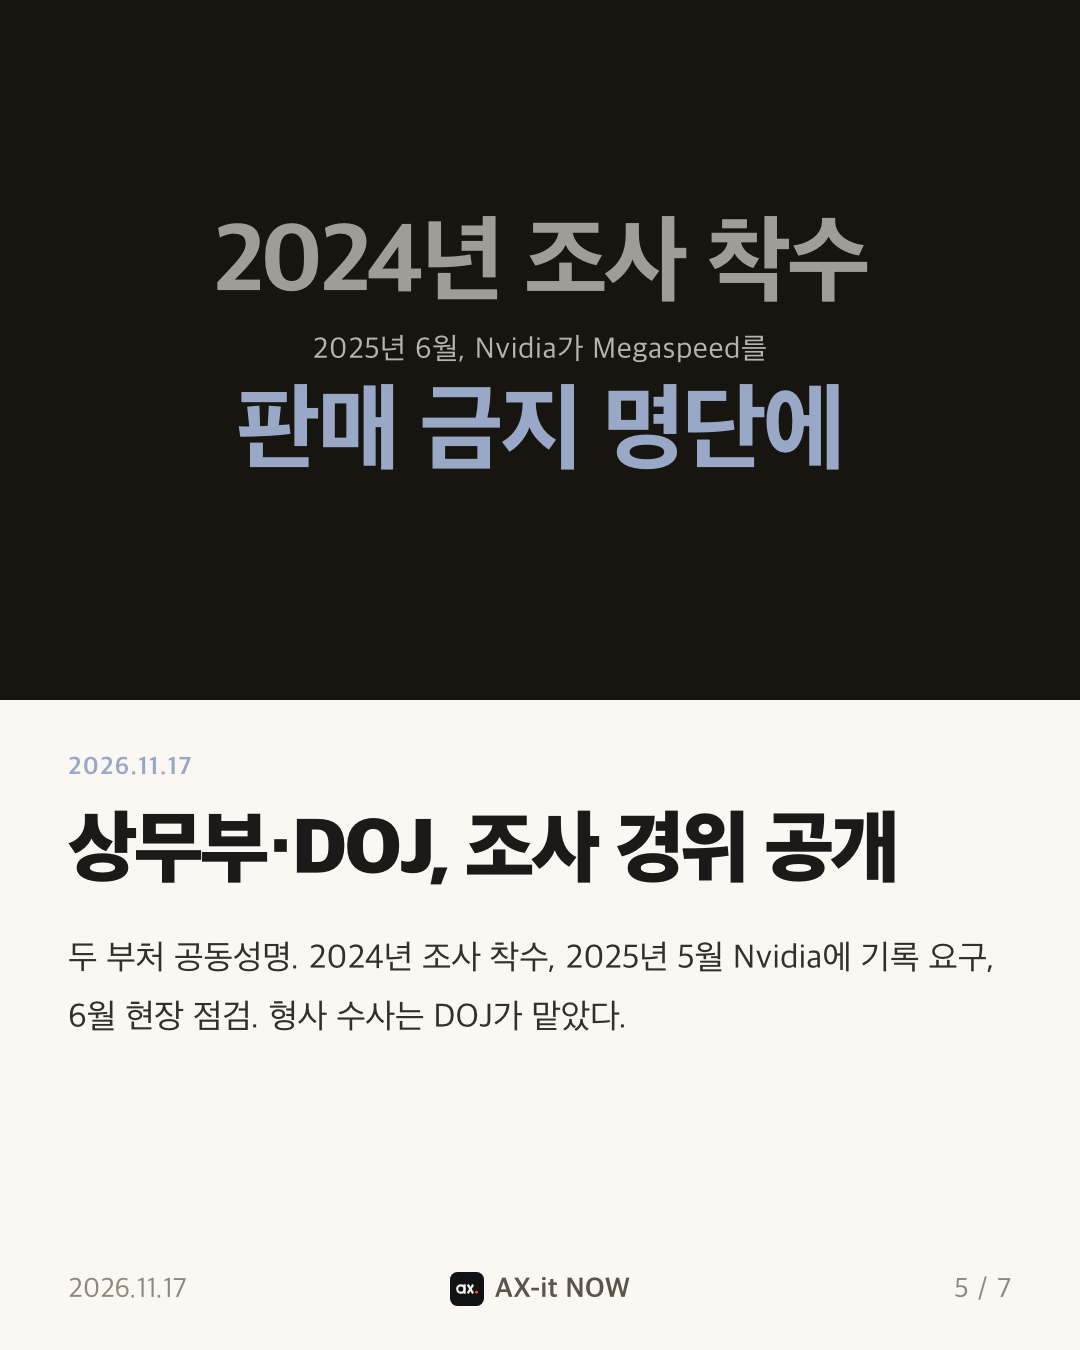 2024년 조사 착수
2025년 6월, Nvidia가 Megaspeed를
판매 금지 명단에
2026.11.17
상무부·DOJ, 조사 경위 공개
두 부처 공동성명. 2024년 조사 착수, 2025년 5월 Nvidia에 기록 요구,
6월 현장 점검. 형사 수사는 DOJ가 맡았다.
2026.11.17
ax. AX-it NOW
5 / 7